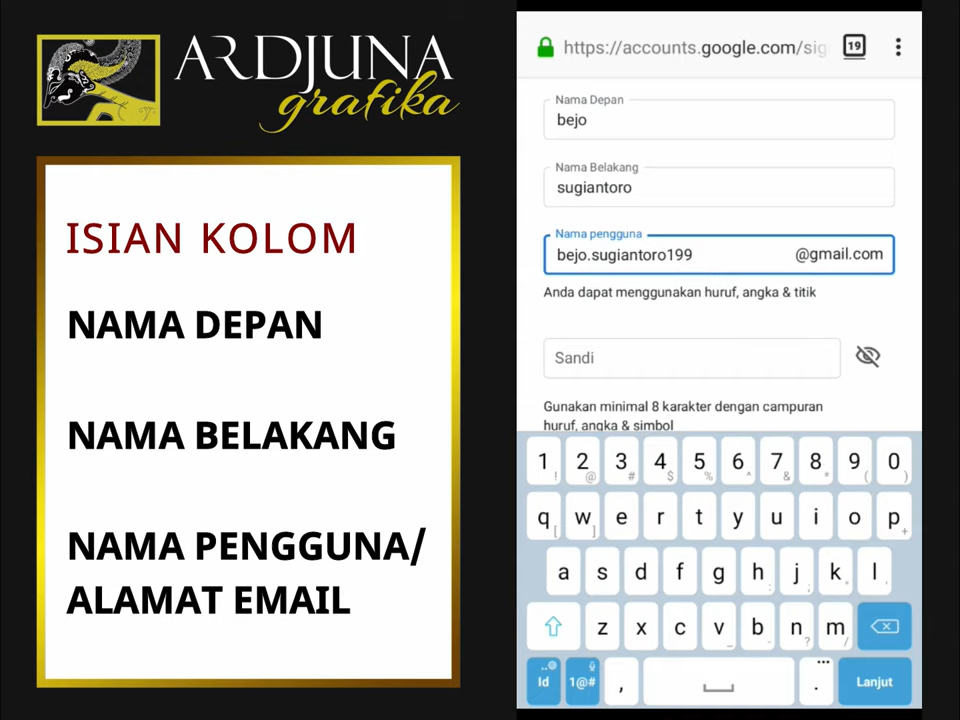 ARDJUNA
grafika
ISIAN KOLOM
NAMA DEPAN
NAMA BELAKANG
NAMA PENGGUNA/
ALAMAT EMAIL
https://accounts.google.com/sig
19
Nama Depan
bejo
Nama Belakang
sugiantoro
Nama pengguna
bejo.sugiantoro199 @gmail.com
Anda dapat menggunakan huruf, angka & titik
Sandi
Gunakan minimal 8 karakter dengan campuran
huruf, angka & simbol
1 2 3 4 5 6 7 8 9 0
! @ # $ % ^ & * ( )
q w e r t y u i o p
[ ] +
a s d f g h j k l
z x c v b n m
_ ? /
Id 1@# , . Lanjut